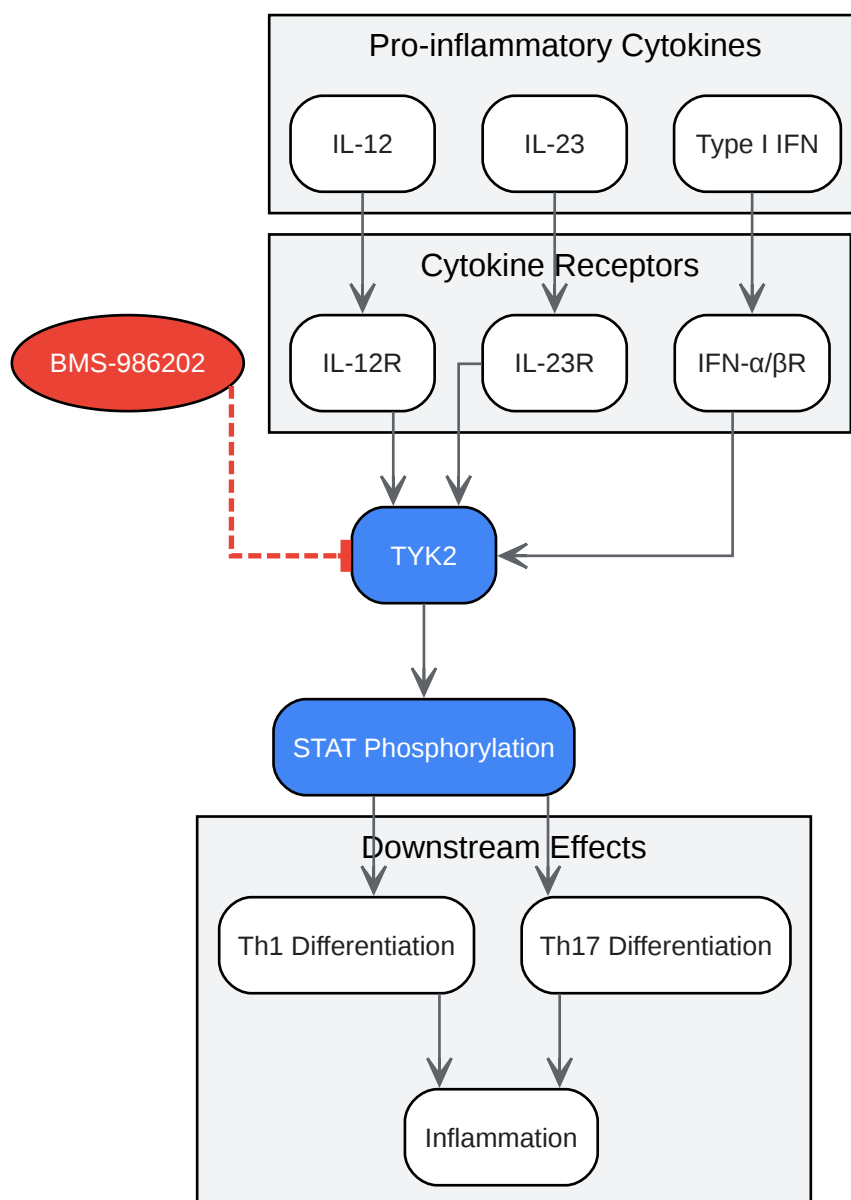 Pro-inflammatory Cytokines
IL-12
IL-23
Type I IFN
Cytokine Receptors
BMS-986202
IL-12R
IL-23R
IFN-α/βR
TYK2
STAT Phosphorylation
Downstream Effects
Th1 Differentiation
Th17 Differentiation
Inflammation